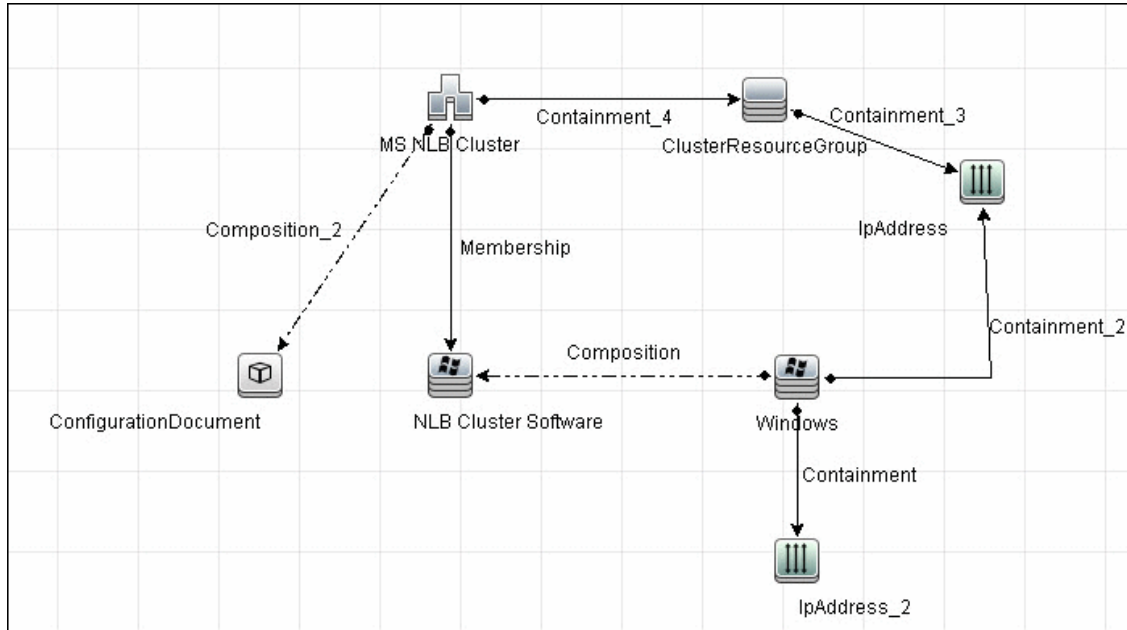 Containment_4
Containment_3
MS NLB Cluster
ClusterResourceGroup
Composition_2
IpAddress
Membership
Containment_2
Composition
ConfigurationDocument
NLB Cluster Software
Windows
Containment
IpAddress_2